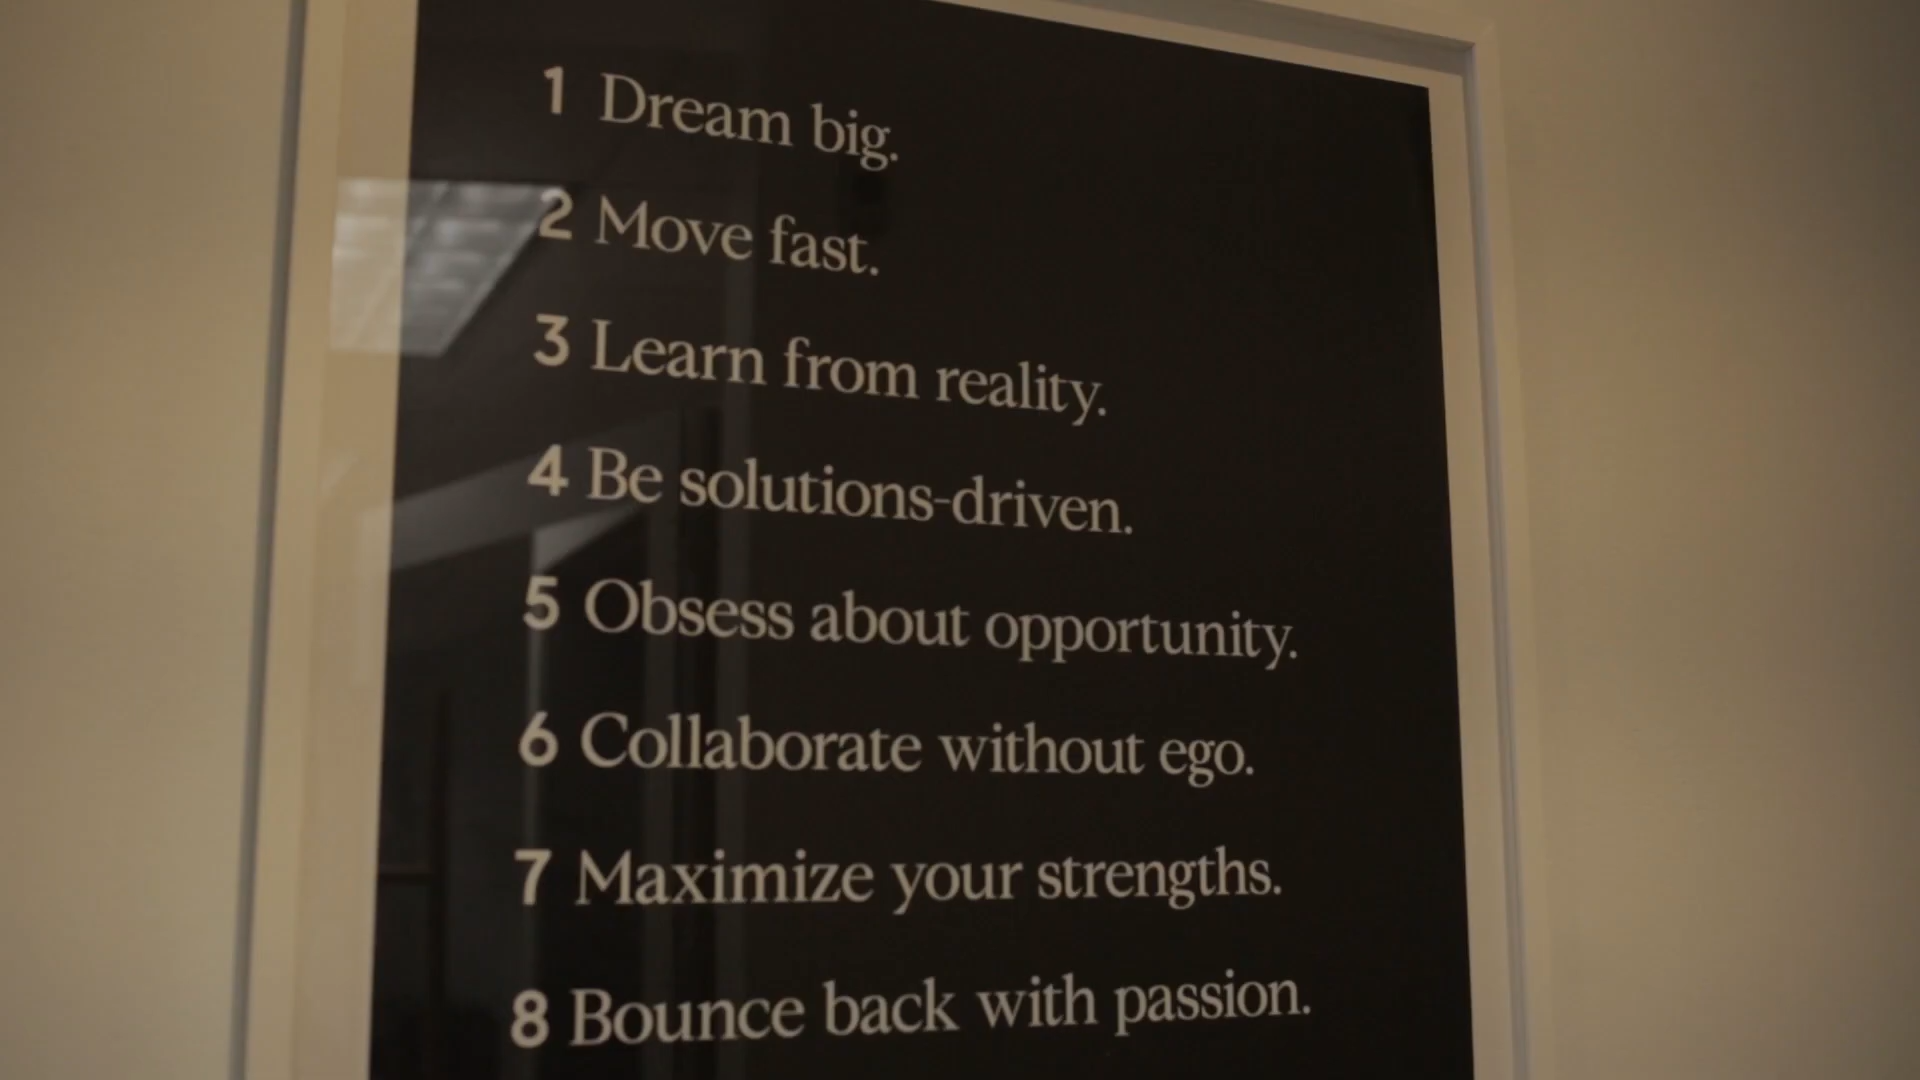 1 Dream big.
2 Move fast.
3 Learn from reality.
4 Be solutions-driven.
5 Obsess about opportunity.
6 Collaborate without ego.
7 Maximize your strengths.
8 Bounce back with passion.